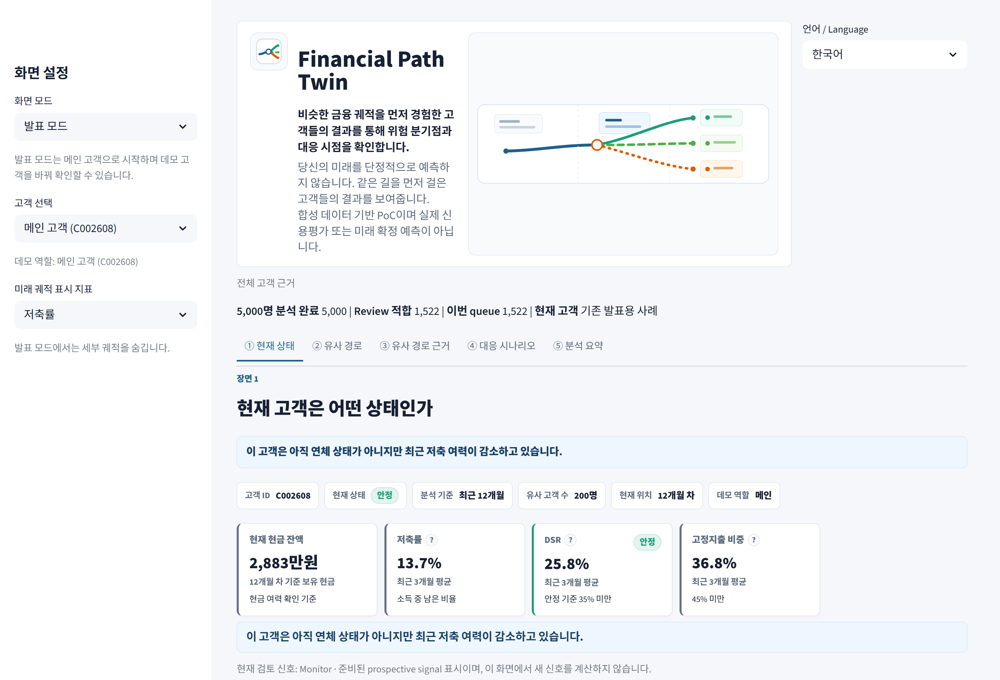 화면 설정
화면 모드
발표 모드
발표 모드는 메인 고객으로 시작하며 데모 고
객을 바꿔 확인할 수 있습니다.
고객 선택
메인 고객 (C002608)
데모 역할: 메인 고객 (C002608)
미래 궤적 표시 지표
저축률
발표 모드에서는 세부 궤적을 숨깁니다.
Financial Path
Twin
비슷한 금융 궤적을 먼저 경험한 고
객들의 결과를 통해 위험 분기점과
대응 시점을 확인합니다.
당신의 미래를 단정적으로 예측하
지 않습니다. 같은 길을 먼저 걸은
고객들의 결과를 보여줍니다.
합성 데이터 기반 PoC이며 실제 신
용평가 또는 미래 확정 예측이 아닙
니다.
언어 / Language
한국어
전체 고객 근거
5,000명 분석 완료 5,000 | Review 적합 1,522 | 이번 queue 1,522 | 현재 고객 기존 발표용 사례
① 현재 상태 ② 유사 경로 ③ 유사 경로 근거 ④ 대응 시나리오 ⑤ 분석 요약
장면 1
현재 고객은 어떤 상태인가
이 고객은 아직 연체 상태가 아니지만 최근 저축 여력이 감소하고 있습니다.
고객 ID C002608 현재 상태 안정 분석 기준 최근 12개월 유사 고객 수 200명 현재 위치 12개월 차 데모 역할 메인
현재 현금 잔액
2,883만원
12개월 차 기준 보유 현금
현금 여력 확인 기준
저축률 ?
13.7%
최근 3개월 평균
소득 중 남은 비율
DSR ? 안정
25.8%
최근 3개월 평균
안정 기준 35% 미만
고정지출 비중 ?
36.8%
최근 3개월 평균
45% 미만
이 고객은 아직 연체 상태가 아니지만 최근 저축 여력이 감소하고 있습니다.
현재 검토 신호: Monitor · 준비된 prospective signal 표시이며, 이 화면에서 새 신호를 계산하지 않습니다.